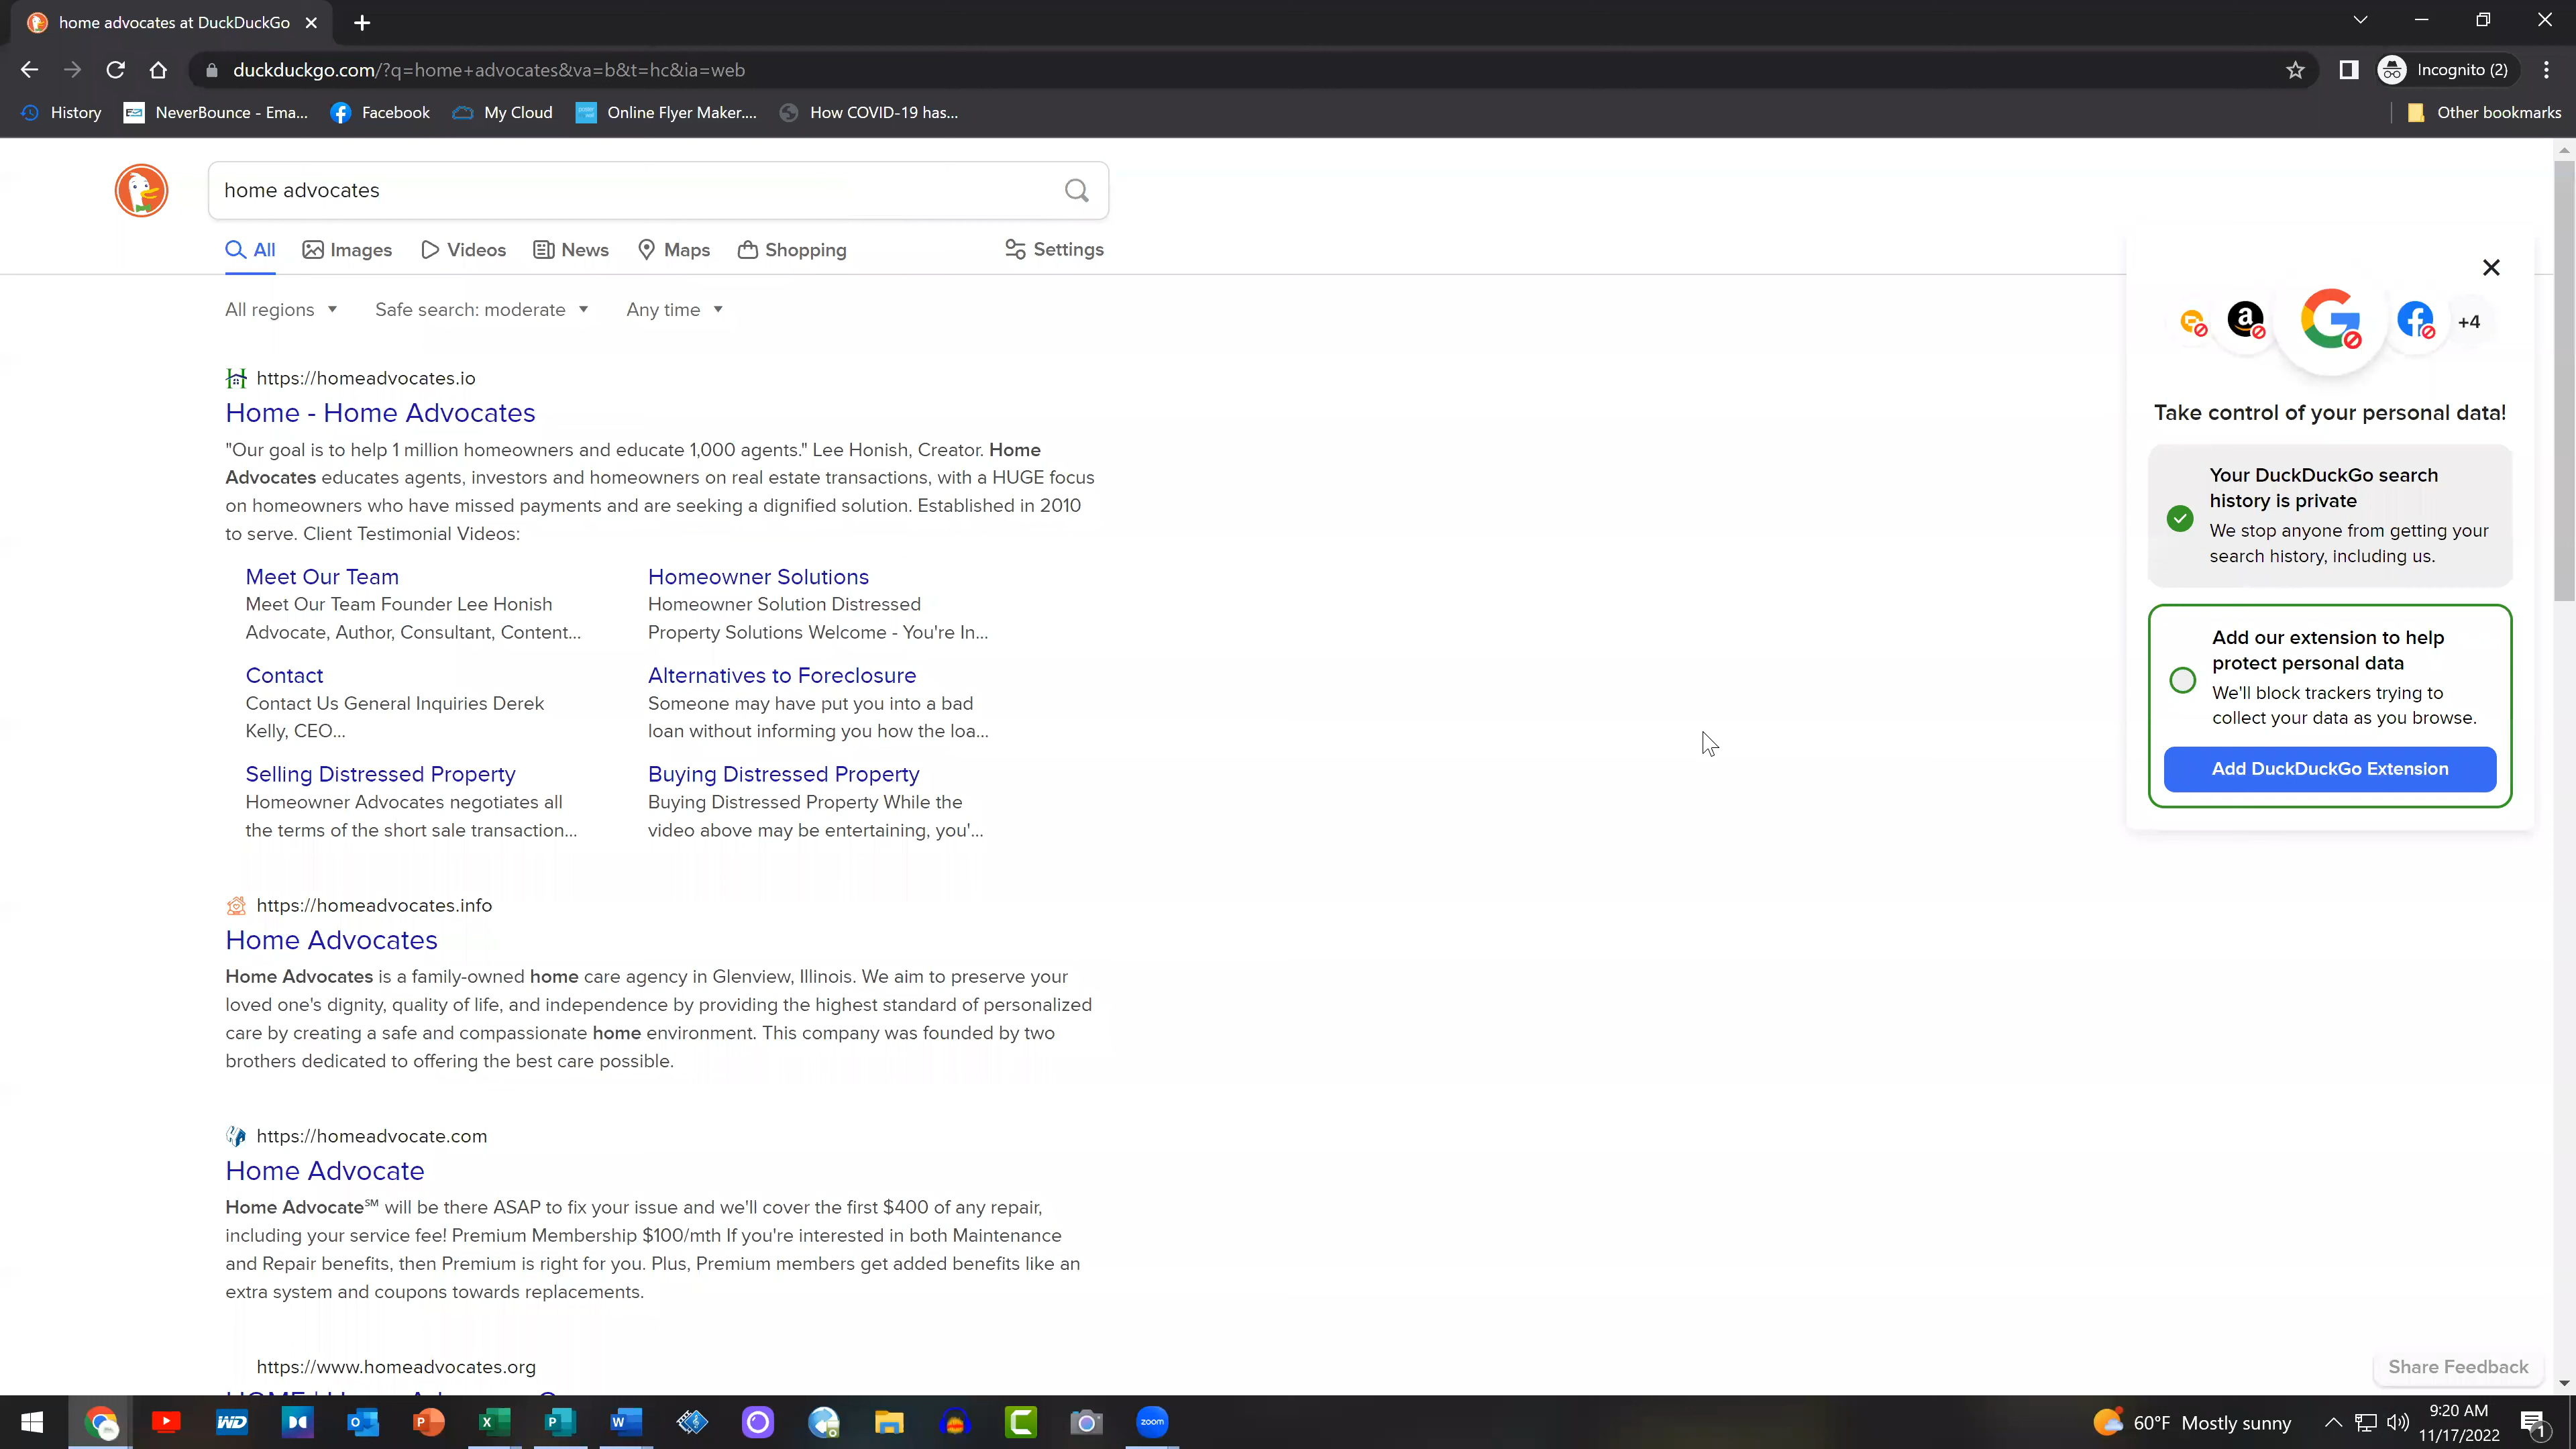 home advocates at DuckDuckGo
duckduckgo.com/?q=home+advocates&va=b&t=hc&ia=web
Incognito (2)
History
NeverBounce - Ema...
Facebook
My Cloud
Online Flyer Maker....
How COVID-19 has...
Other bookmarks
home advocates
All
Images
Videos
News
Maps
Shopping
Settings
All regions
Safe search: moderate
Any time
https://homeadvocates.io
Home - Home Advocates
"Our goal is to help 1 million homeowners and educate 1,000 agents." Lee Honish, Creator. Home
Advocates educates agents, investors and homeowners on real estate transactions, with a HUGE focus
on homeowners who have missed payments and are seeking a dignified solution. Established in 2010
to serve. Client Testimonial Videos:
Meet Our Team
Meet Our Team Founder Lee Honish
Advocate, Author, Consultant, Content...
Homeowner Solutions
Homeowner Solution Distressed
Property Solutions Welcome - You're In...
Contact
Contact Us General Inquiries Derek
Kelly, CEO...
Alternatives to Foreclosure
Someone may have put you into a bad
loan without informing you how the loa...
Selling Distressed Property
Homeowner Advocates negotiates all
the terms of the short sale transaction...
Buying Distressed Property
Buying Distressed Property While the
video above may be entertaining, you'...
https://homeadvocates.info
Home Advocates
Home Advocates is a family-owned home care agency in Glenview, Illinois. We aim to preserve your
loved one's dignity, quality of life, and independence by providing the highest standard of personalized
care by creating a safe and compassionate home environment. This company was founded by two
brothers dedicated to offering the best care possible.
https://homeadvocate.com
Home Advocate
Home Advocate℠ will be there ASAP to fix your issue and we'll cover the first $400 of any repair,
including your service fee! Premium Membership $100/mth If you're interested in both Maintenance
and Repair benefits, then Premium is right for you. Plus, Premium members get added benefits like an
extra system and coupons towards replacements.
https://www.homeadvocates.org
+4
Take control of your personal data!
Your DuckDuckGo search
history is private
We stop anyone from getting your
search history, including us.
Add our extension to help
protect personal data
We'll block trackers trying to
collect your data as you browse.
Add DuckDuckGo Extension
Share Feedback
WD
zoom
60°F Mostly sunny
9:20 AM
11/17/2022
1